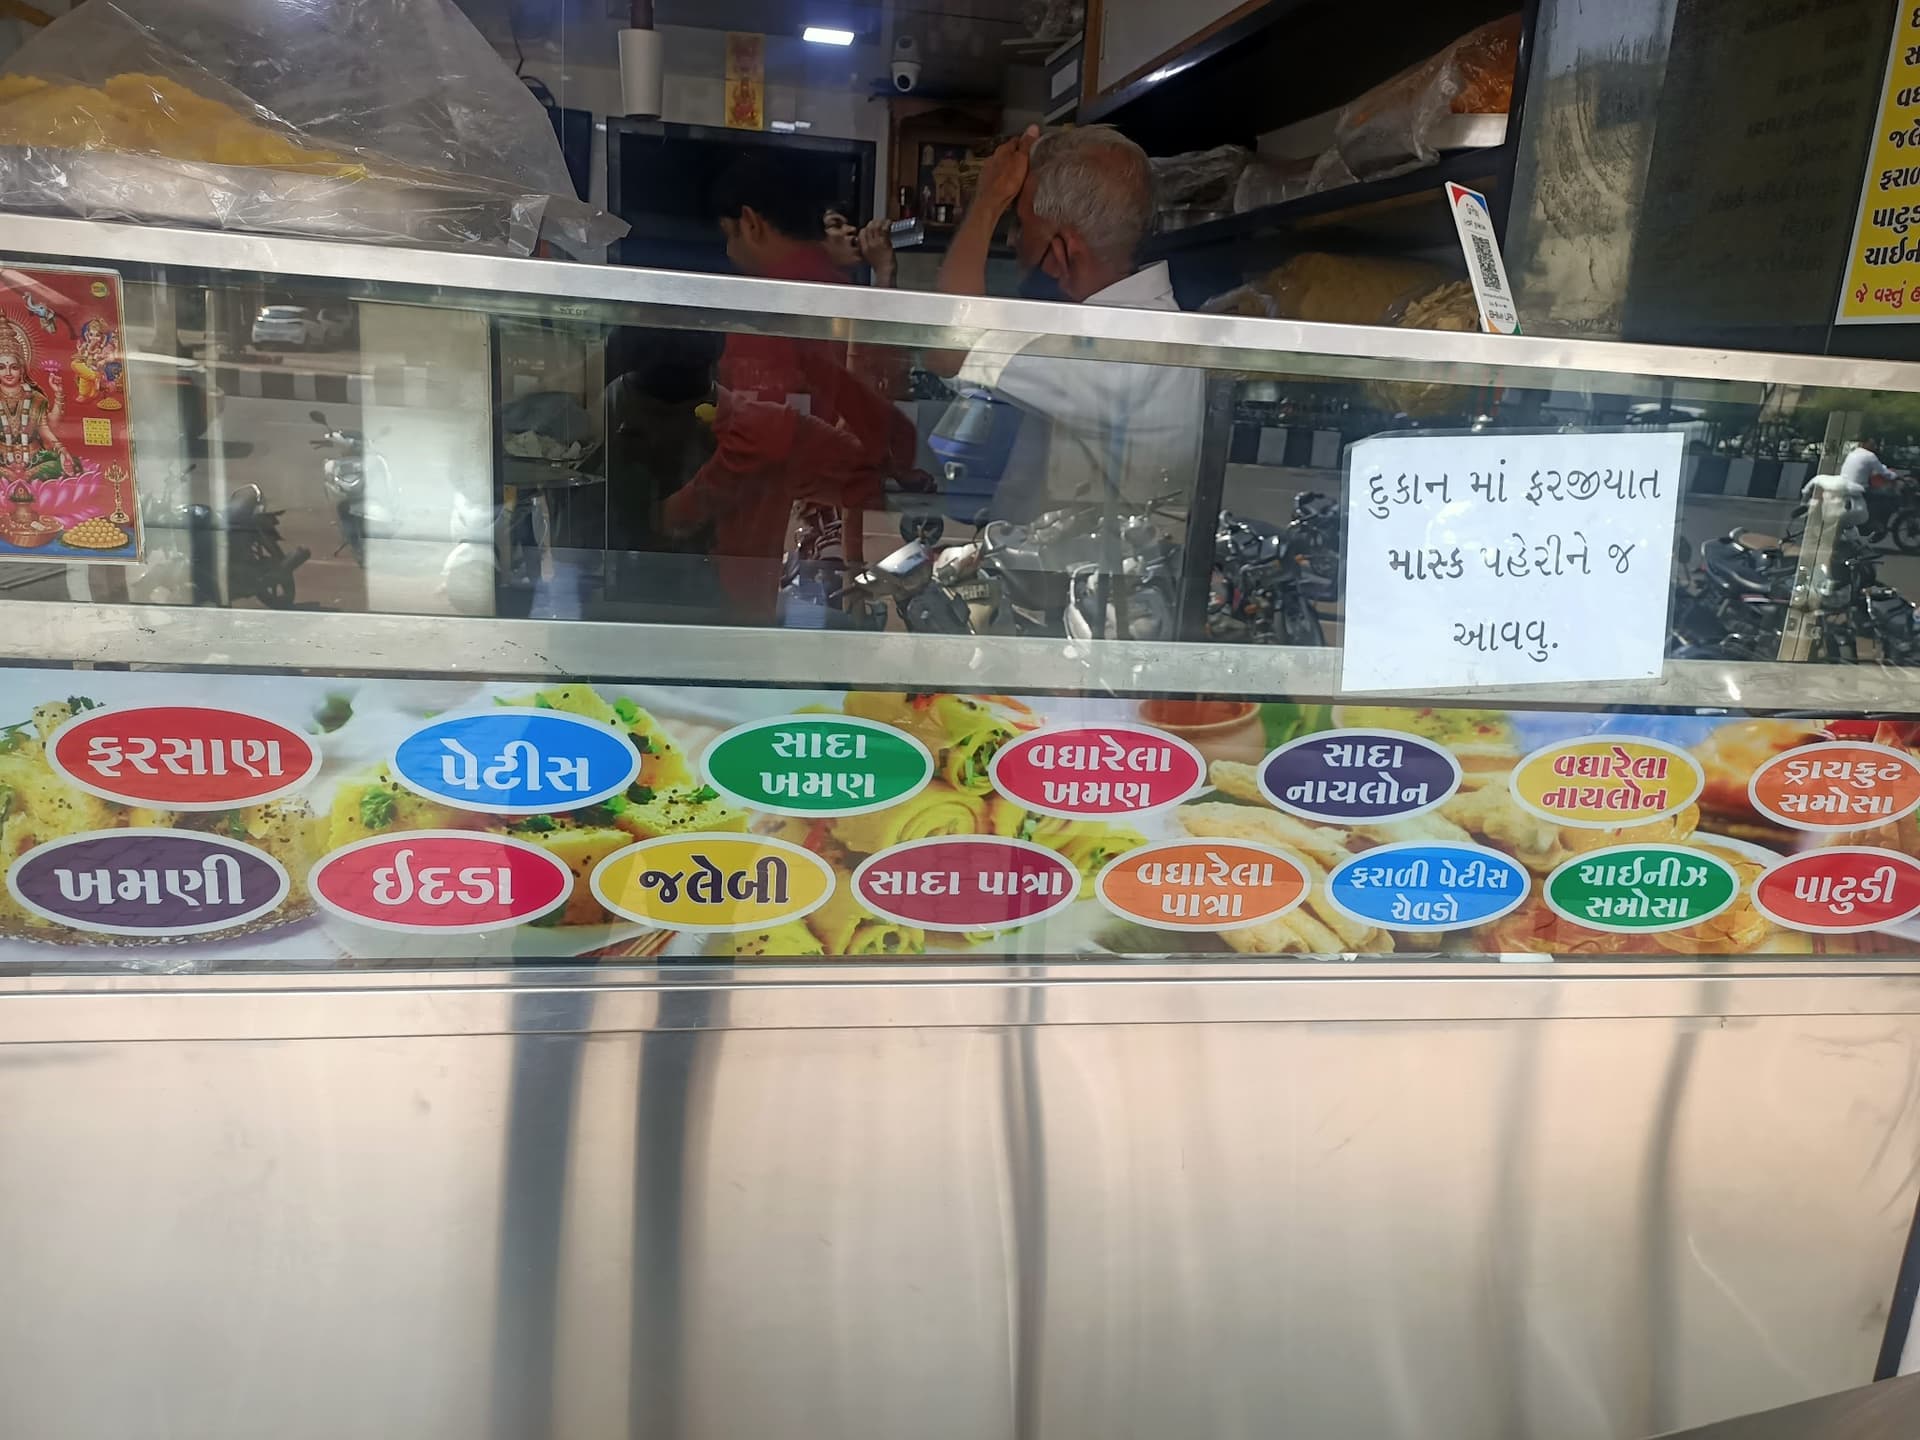 દુકાન માં ફરજીયાત
માસ્ક પહેરીને જ
આવવુ.
ફરસાણ
પેટીસ
સાદા
ખમણ
વઘારેલા
ખમણ
સાદા
નાયલોન
વઘારેલા
નાયલોન
ડ્રાયફ્રુટ
સમોસા
ખમણી
ઈદડા
જલેબી
સાદા પાત્રા
વઘારેલા
પાત્રા
ફરાળી પેટીસ
ચેવડો
ચાઈનીઝ
સમોસા
પાટુડી
જે વસ્તું